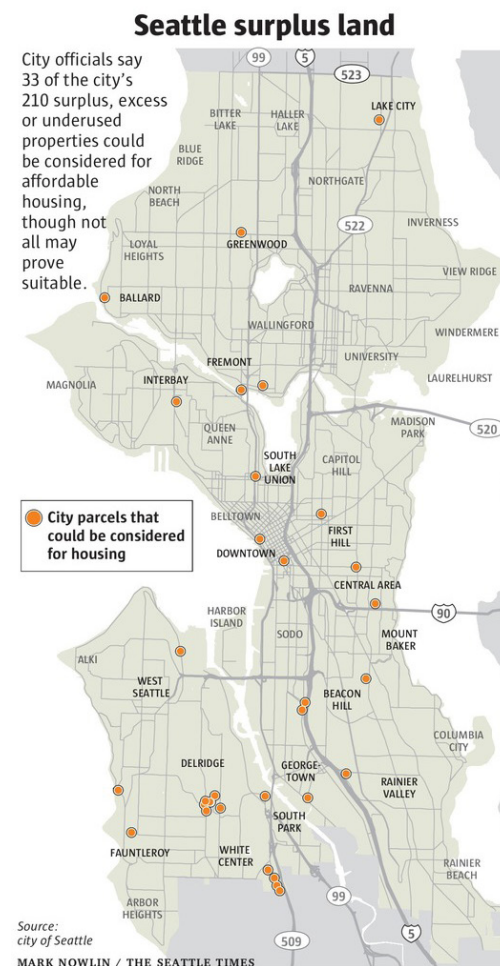 Seattle surplus land
City officials say
33 of the city's
210 surplus, excess
or underused
properties could
be considered for
affordable
housing,
though not
all may
prove
suitable.
99
5
523
LAKE CITY
BITTER
LAKE
HALLER
LAKE
BLUE
RIDGE
NORTHGATE
NORTH
BEACH
522
INVERNESS
GREENWOOD
LOYAL
HEIGHTS
VIEW RIDGE
RAVENNA
BALLARD
WALLINGFORD
WINDERMERE
UNIVERSITY
FREMONT
LAURELHURST
INTERBAY
MAGNOLIA
MADISON
PARK
520
QUEEN
ANNE
SOUTH
LAKE
UNION
CAPITOL
HILL
City parcels that
could be considered
for housing
BELLTOWN
FIRST
HILL
DOWNTOWN
CENTRAL AREA
90
HARBOR
ISLAND
SODO
MOUNT
BAKER
ALKI
WEST
SEATTLE
BEACON
HILL
COLUMBIA
CITY
DELRIDGE
GEORGE-
TOWN
RAINIER
VALLEY
SOUTH
PARK
FAUNTLEROY
WHITE
CENTER
RAINIER
BEACH
99
ARBOR
HEIGHTS
5
509
Source:
city of Seattle
MARK NOWLIN / THE SEATTLE TIMES